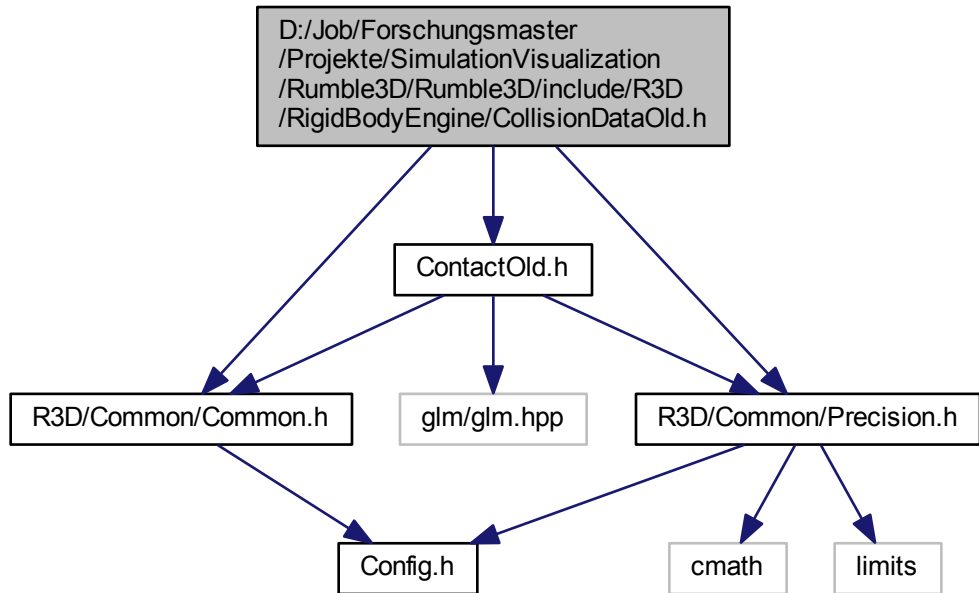 D:/Job/Forschungsmaster
/Projekte/SimulationVisualization
/Rumble3D/Rumble3D/include/R3D
/RigidBodyEngine/CollisionDataOld.h
ContactOld.h
R3D/Common/Common.h
glm/glm.hpp
R3D/Common/Precision.h
Config.h
cmath
limits